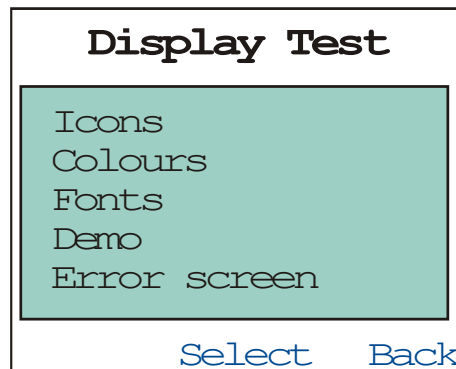 Display Test
Icons
Colours
Fonts
Demo
Error screen
Select Back